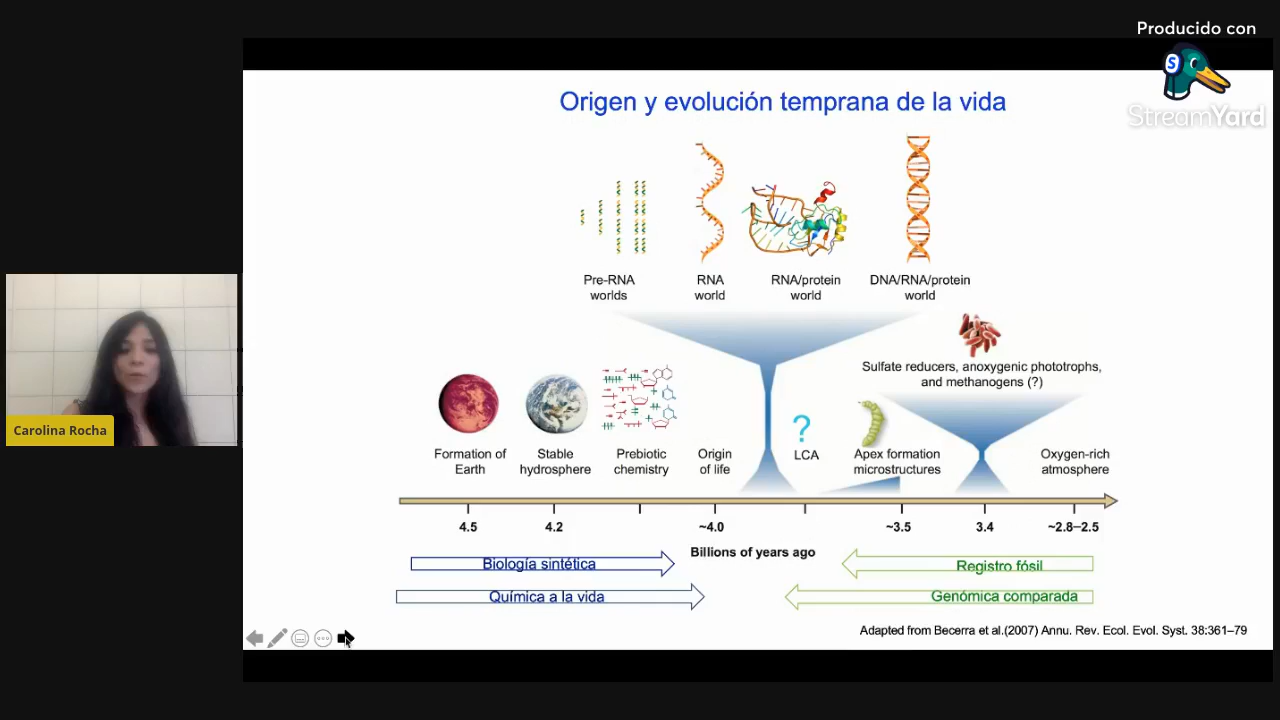 Producido con
StreamYard
Origen y evolución temprana de la vida
Pre-RNA
worlds
RNA
world
RNA/protein
world
DNA/RNA/protein
world
Sulfate reducers, anoxygenic phototrophs,
and methanogens (?)
?
Formation of
Earth
Stable
hydrosphere
Prebiotic
chemistry
Origin
of life
LCA
Apex formation
microstructures
Oxygen-rich
atmosphere
4.5
4.2
~4.0
~3.5
3.4
~2.8–2.5
Billions of years ago
Biología sintética
Registro fósil
Química a la vida
Genómica comparada
Adapted from Becerra et al.(2007) Annu. Rev. Ecol. Evol. Syst. 38:361–79
Carolina Rocha
S